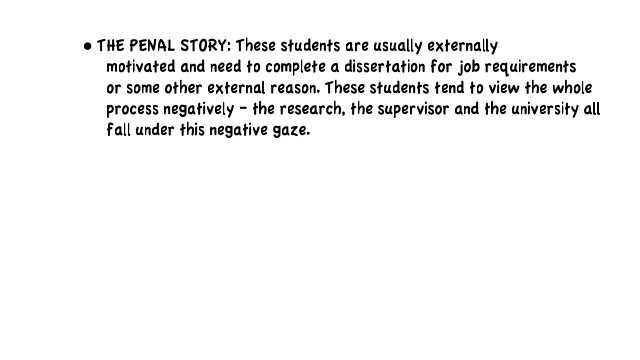 ● THE PENAL STORY: These students are usually externally
motivated and need to complete a dissertation for job requirements
or some other external reason. These students tend to view the whole
process negatively – the research, the supervisor and the university all
fall under this negative gaze.